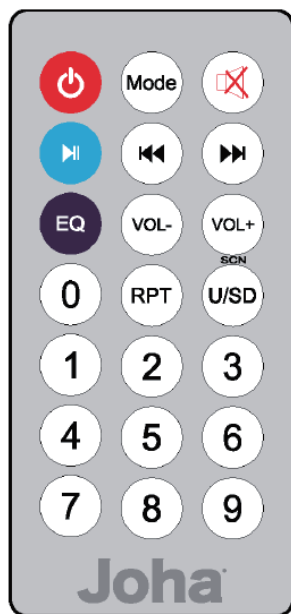 Mode
EQ VOL- VOL+
SCN
0 RPT U/SD
1 2 3
4 5 6
7 8 9
Joha